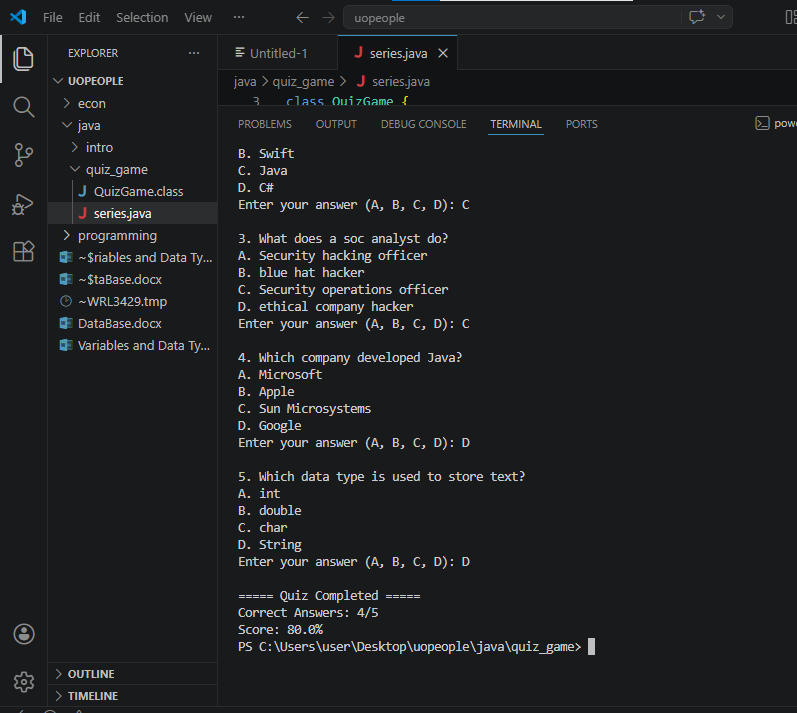 File Edit Selection View ···
uopeople
EXPLORER ···
UOPEOPLE
econ
java
intro
quiz_game
QuizGame.class
series.java
programming
~$riables and Data Ty...
~$taBase.docx
~WRL3429.tmp
DataBase.docx
Variables and Data Ty...
OUTLINE
TIMELINE
Untitled-1
series.java
java > quiz_game > series.java
3 class QuizGame {
PROBLEMS OUTPUT DEBUG CONSOLE TERMINAL PORTS
pow
B. Swift
C. Java
D. C#
Enter your answer (A, B, C, D): C
3. What does a soc analyst do?
A. Security hacking officer
B. blue hat hacker
C. Security operations officer
D. ethical company hacker
Enter your answer (A, B, C, D): C
4. Which company developed Java?
A. Microsoft
B. Apple
C. Sun Microsystems
D. Google
Enter your answer (A, B, C, D): D
5. Which data type is used to store text?
A. int
B. double
C. char
D. String
Enter your answer (A, B, C, D): D
===== Quiz Completed =====
Correct Answers: 4/5
Score: 80.0%
PS C:\Users\user\Desktop\uopeople\java\quiz_game>